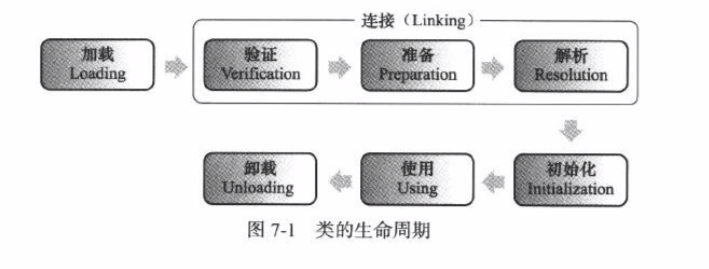 连接（Linking）
加载
Loading
验证
Verification
准备
Preparation
解析
Resolution
卸载
Unloading
使用
Using
初始化
Initialization
图 7-1 类的生命周期